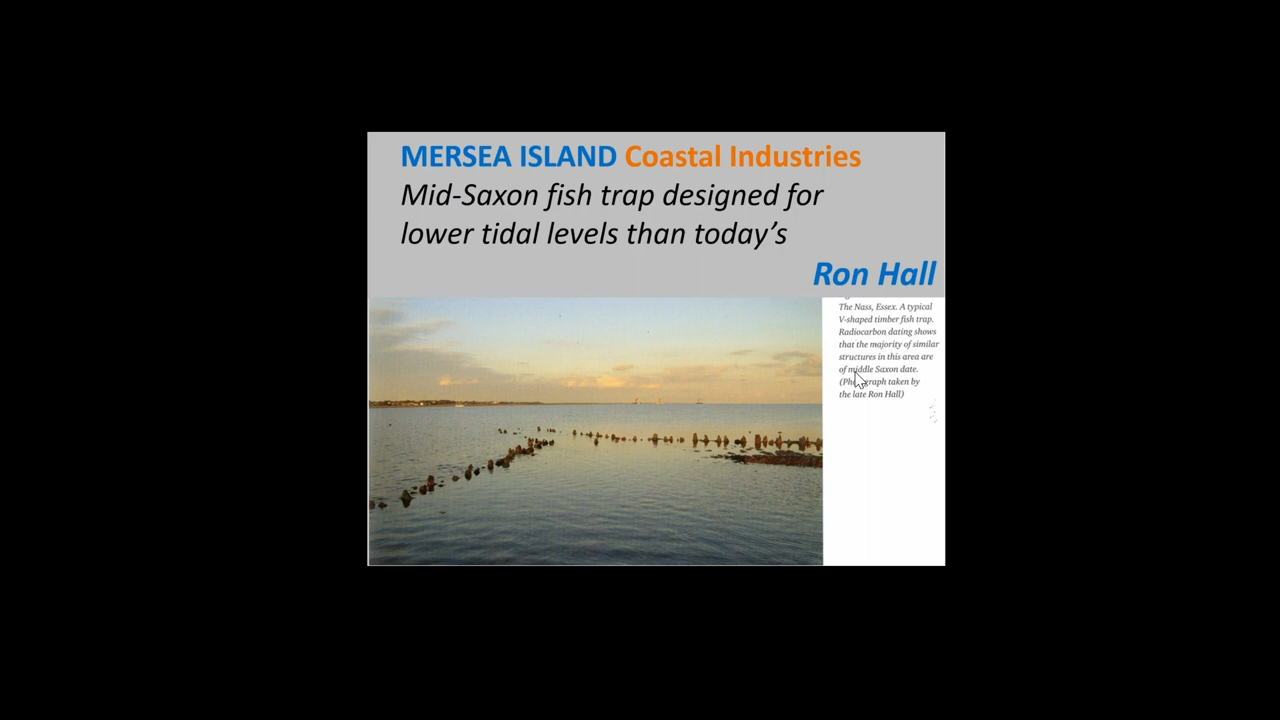 MERSEA ISLAND Coastal Industries
Mid-Saxon fish trap designed for
lower tidal levels than today's
Ron Hall
The Nass, Essex. A typical
V-shaped timber fish trap.
Radiocarbon dating shows
that the majority of similar
structures in this area are
of middle Saxon date.
(Photograph taken by
the late Ron Hall)